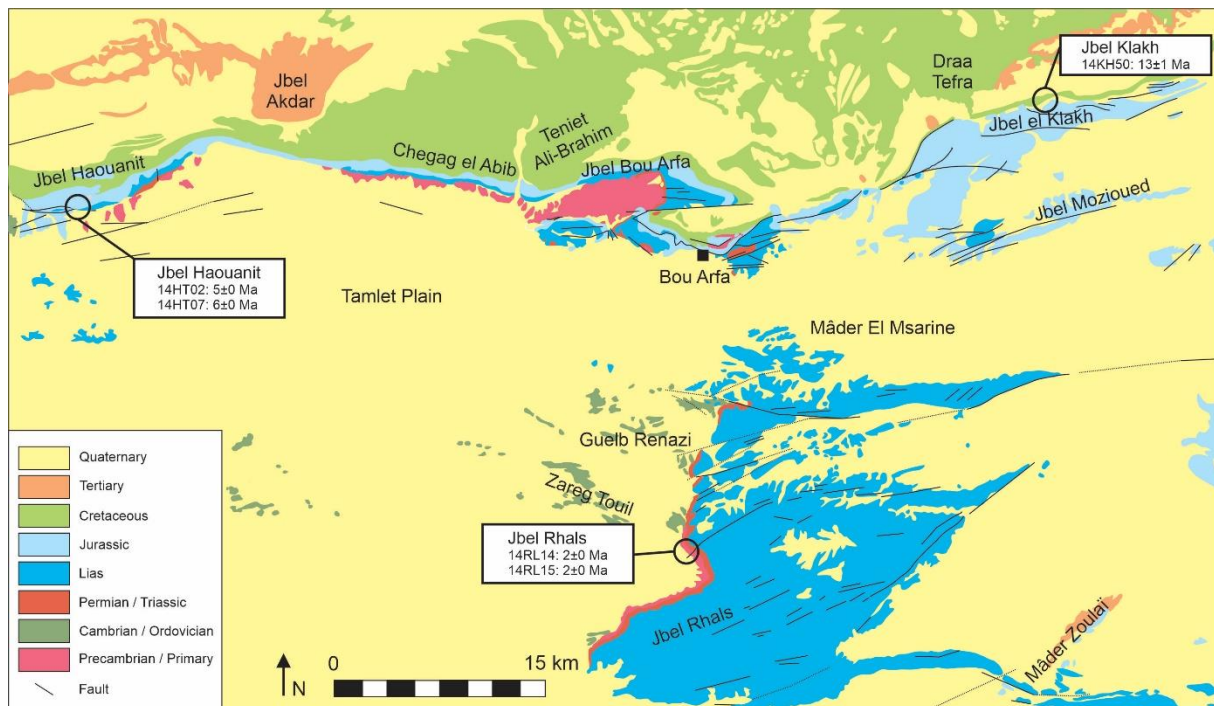 Jbel Klakh
14KH50: 13±1 Ma
Draa
Tefra
Jbel
Akdar
Teniet
Ali-Brahim
Jbel el Klakh
Chegag el Abib
Jbel Bou Arfa
Jbel Haouanit
Jbel Mozioued
Jbel Haouanit
14HT02: 5±0 Ma
14HT07: 6±0 Ma
Bou Arfa
Tamlet Plain
Mâder El Msarine
Guelb Renazi
Zareg Touil
Jbel Rhals
14RL14: 2±0 Ma
14RL15: 2±0 Ma
Jbel Rhals
Mâder Zoulaï
Quaternary
Tertiary
Cretaceous
Jurassic
Lias
Permian / Triassic
Cambrian / Ordovician
Precambrian / Primary
Fault
N
0
15 km